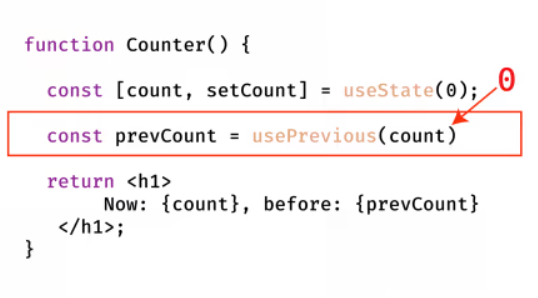 function Counter() {
const [count, setCount] = useState(0);
0
const prevCount = usePrevious(count)
return <h1>
Now: {count}, before: {prevCount}
</h1>;
}